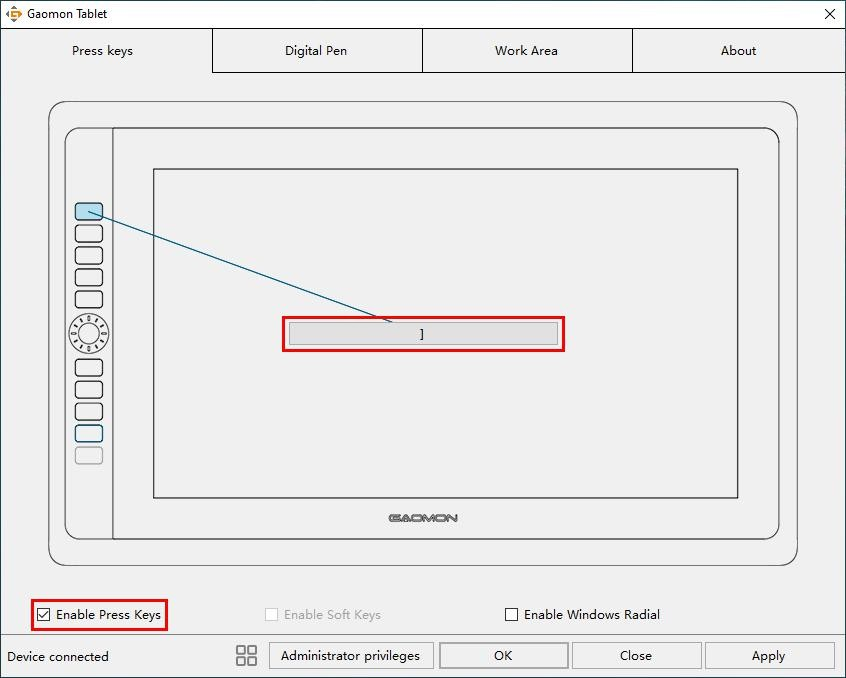 Gaomon Tablet
Press keys
Digital Pen
Work Area
About
]
GAOMON
Enable Press Keys
Enable Soft Keys
Enable Windows Radial
Device connected
Administrator privileges
OK
Close
Apply